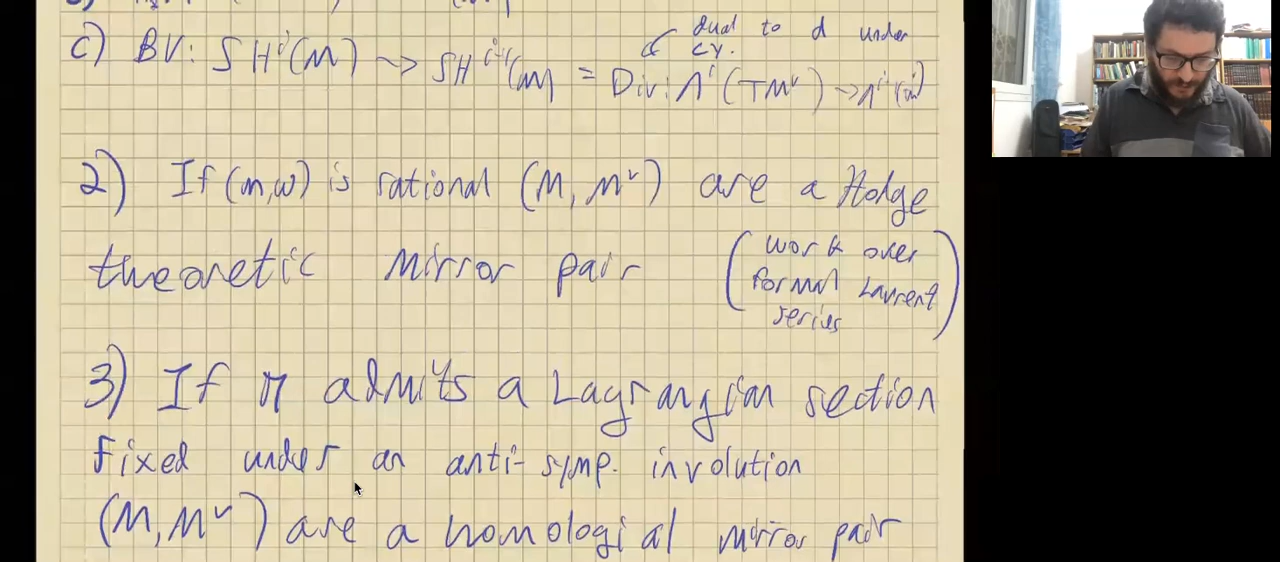 c) BV: SH^i(M) → SH^{i-1}(M) = Div: Λ^i(TM^v) → Λ^{i-1}
dual to d under
CY.
2) If (M,ω) is rational (M, M^v) are a Hodge
theoretic mirror pair
(work over
formal Laurent
series)
3) If π admits a Lagrangian section
fixed under an anti-symp. involution
(M, M^v) are a homological mirror pair